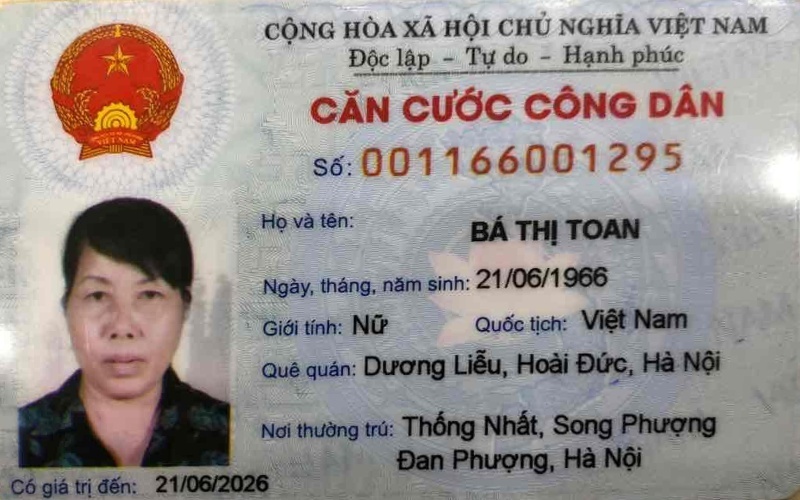 CỘNG HÒA XÃ HỘI CHỦ NGHĨA VIỆT NAM
Độc lập - Tự do - Hạnh phúc
CĂN CƯỚC CÔNG DÂN
Số: 001166001295
Họ và tên: BÁ THỊ TOAN
Ngày, tháng, năm sinh: 21/06/1966
Giới tính: Nữ Quốc tịch: Việt Nam
Quê quán: Dương Liễu, Hoài Đức, Hà Nội
Nơi thường trú: Thống Nhất, Song Phượng
Đan Phượng, Hà Nội
Có giá trị đến: 21/06/2026
VIỆT NAM